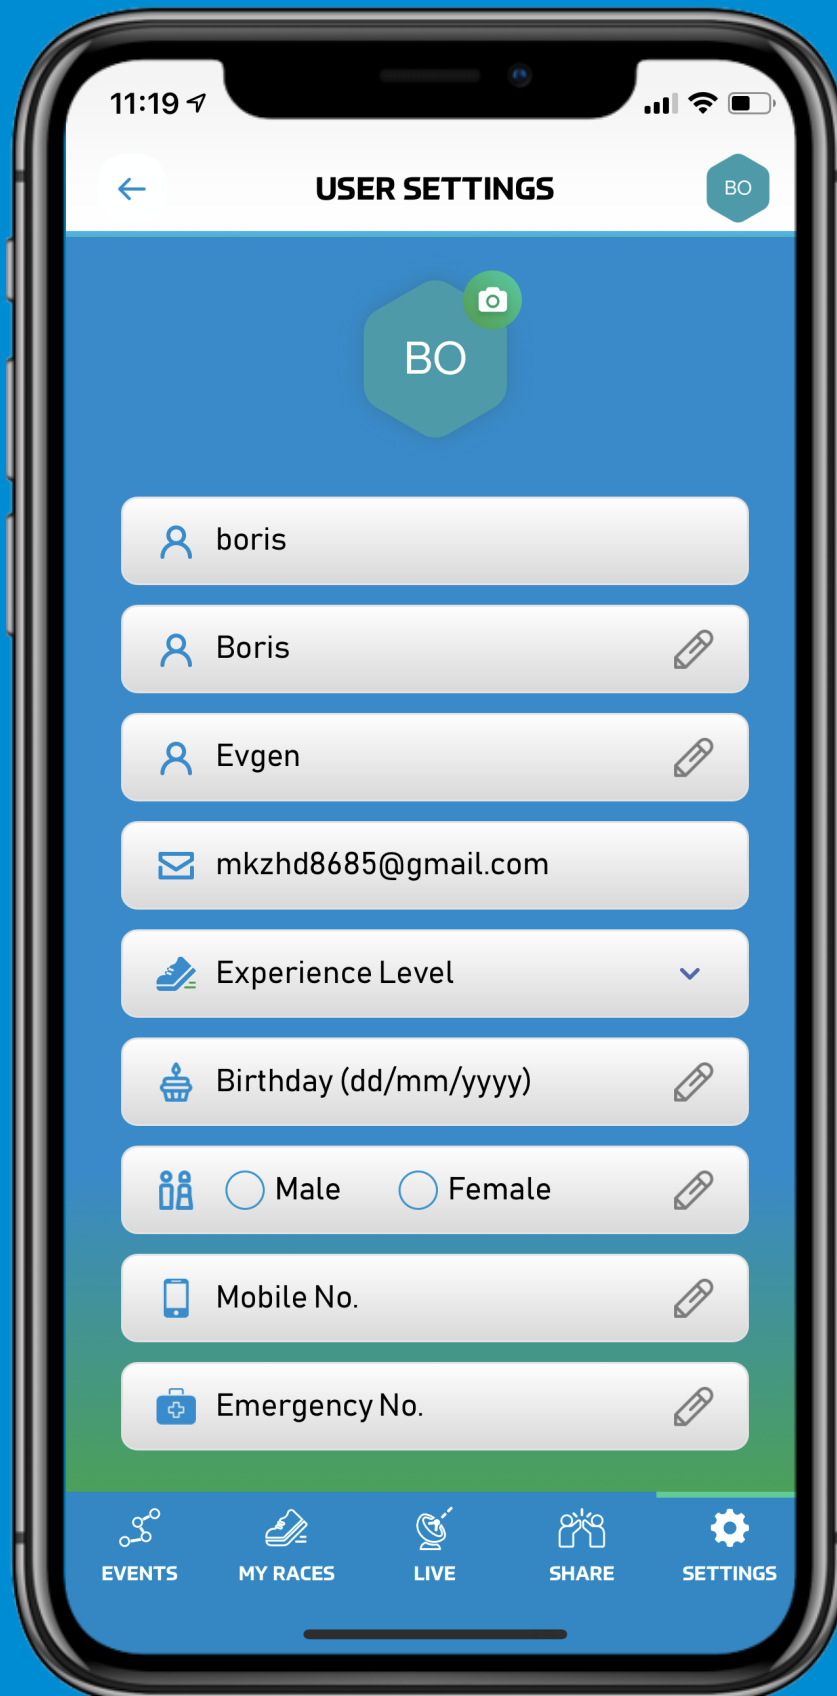 11:19
USER SETTINGS
BO
BO
boris
Boris
Evgen
mkzhd8685@gmail.com
Experience Level
Birthday (dd/mm/yyyy)
Male Female
Mobile No.
Emergency No.
EVENTS MY RACES LIVE SHARE SETTINGS